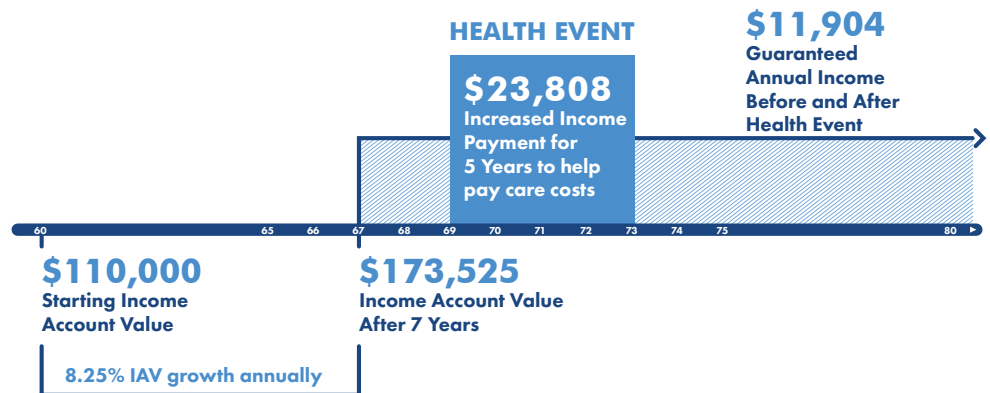 HEALTH EVENT
$23,808
Increased Income
Payment for
5 Years to help
pay care costs
$11,904
Guaranteed
Annual Income
Before and After
Health Event
60 65 66 67 68 69 70 71 72 73 74 75 80
$110,000
Starting Income
Account Value
$173,525
Income Account Value
After 7 Years
8.25% IAV growth annually